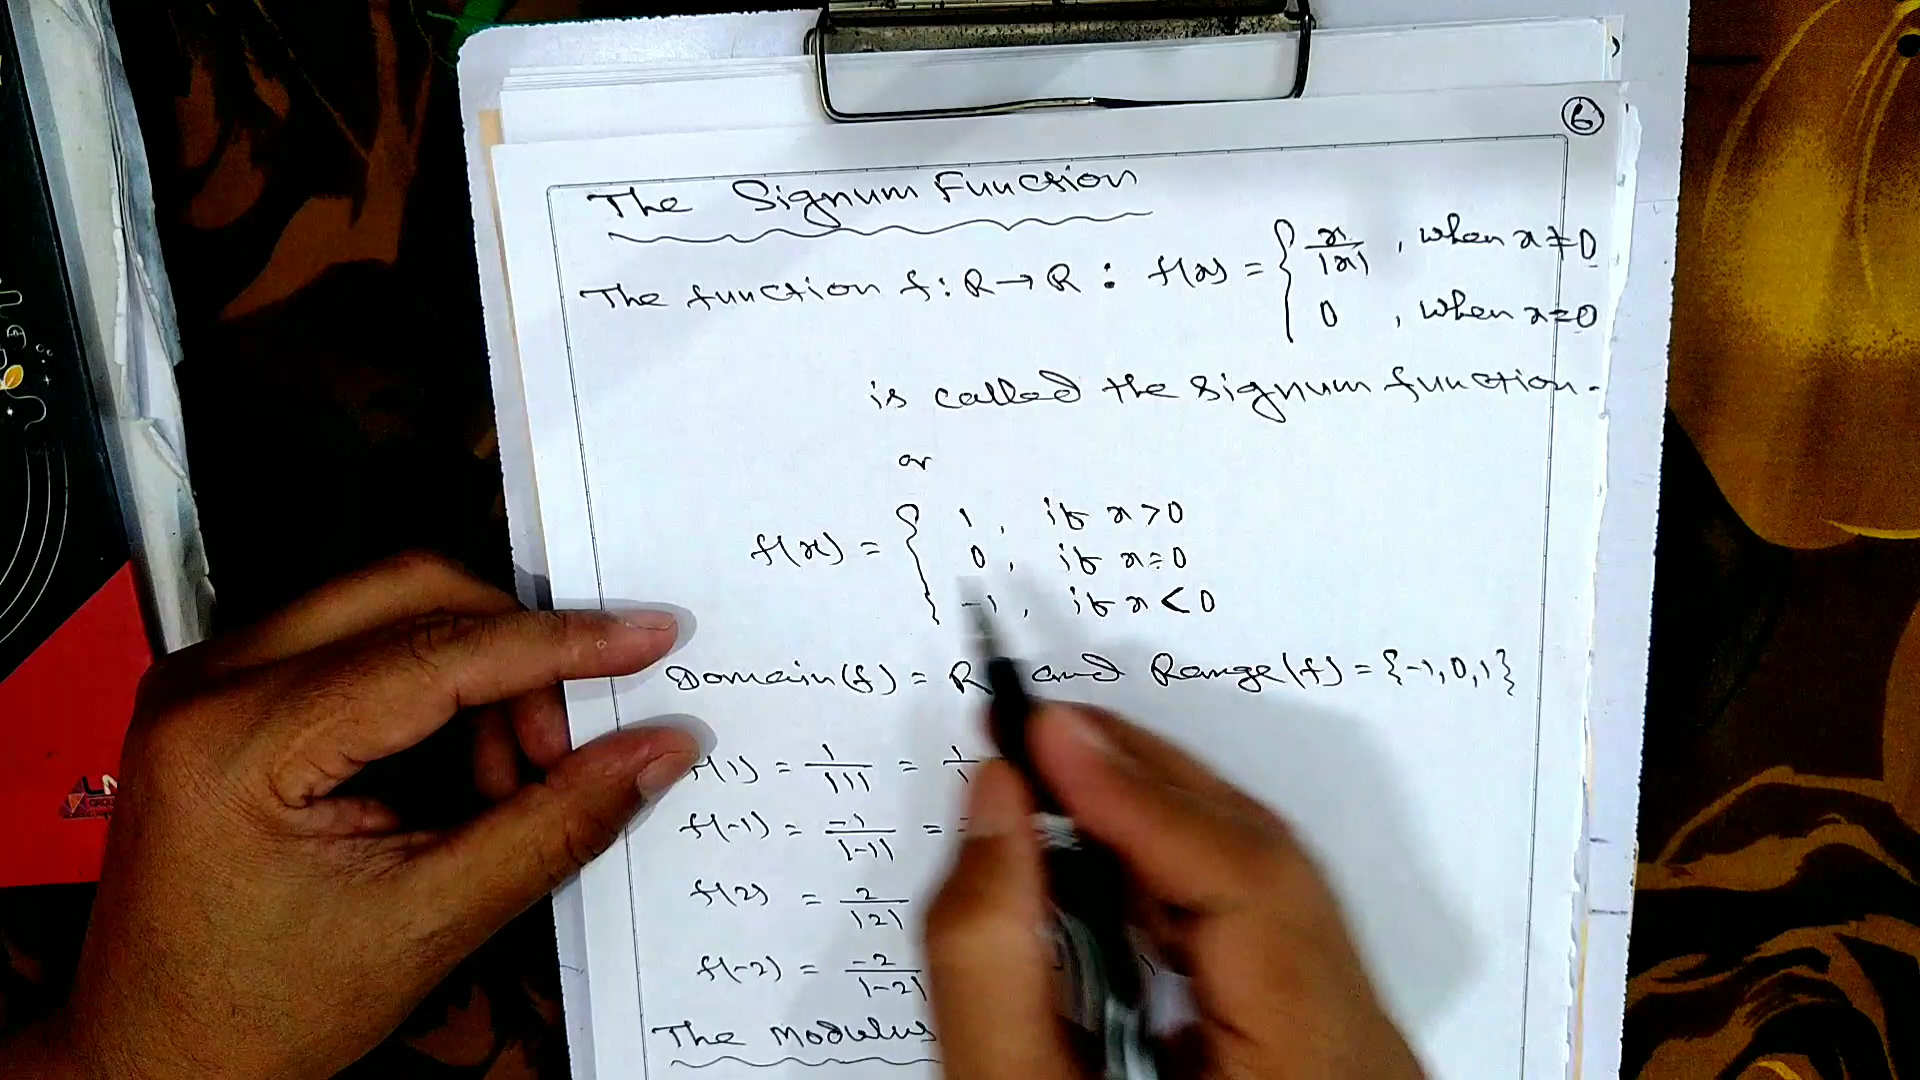 6
The Signum Function
The function f: R → R : f(x) = { x/|x| , when x ≠ 0
0 , when x = 0
is called the signum function.
or
f(x) = { 1 , if x > 0
0 , if x = 0
-1 , if x < 0
Domain(f) = R and Range(f) = {-1, 0, 1}
f(1) = 1/|1| = 1/1
f(-1) = -1/|-1| =
f(2) = 2/|2|
f(-2) = -2/|-2|
The Modulus